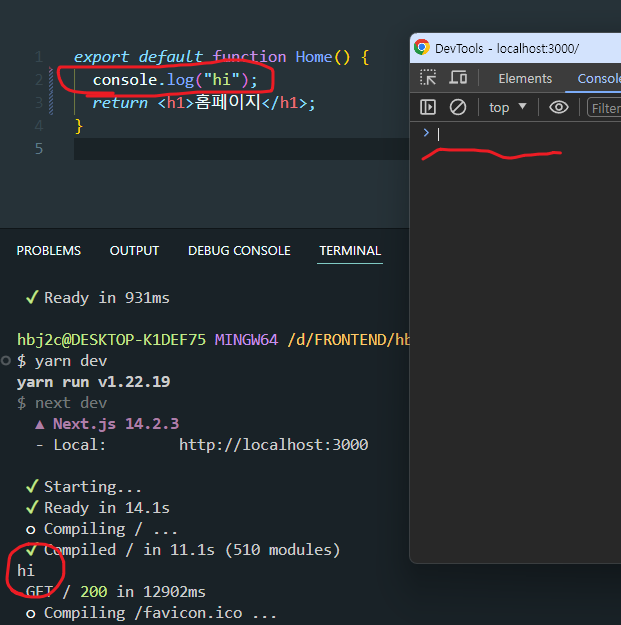 1 export default function Home() {
2 console.log("hi");
3 return <h1>홈페이지</h1>;
4 }
5
DevTools - localhost:3000/
Elements Consol
top ▼ Filter
> |
PROBLEMS OUTPUT DEBUG CONSOLE TERMINAL
✓ Ready in 931ms
hbj2c@DESKTOP-K1DEF75 MINGW64 /d/FRONTEND/hb
$ yarn dev
yarn run v1.22.19
$ next dev
▲ Next.js 14.2.3
- Local: http://localhost:3000
✓ Starting...
✓ Ready in 14.1s
○ Compiling / ...
✓ Compiled / in 11.1s (510 modules)
hi
GET / 200 in 12902ms
○ Compiling /favicon.ico ...